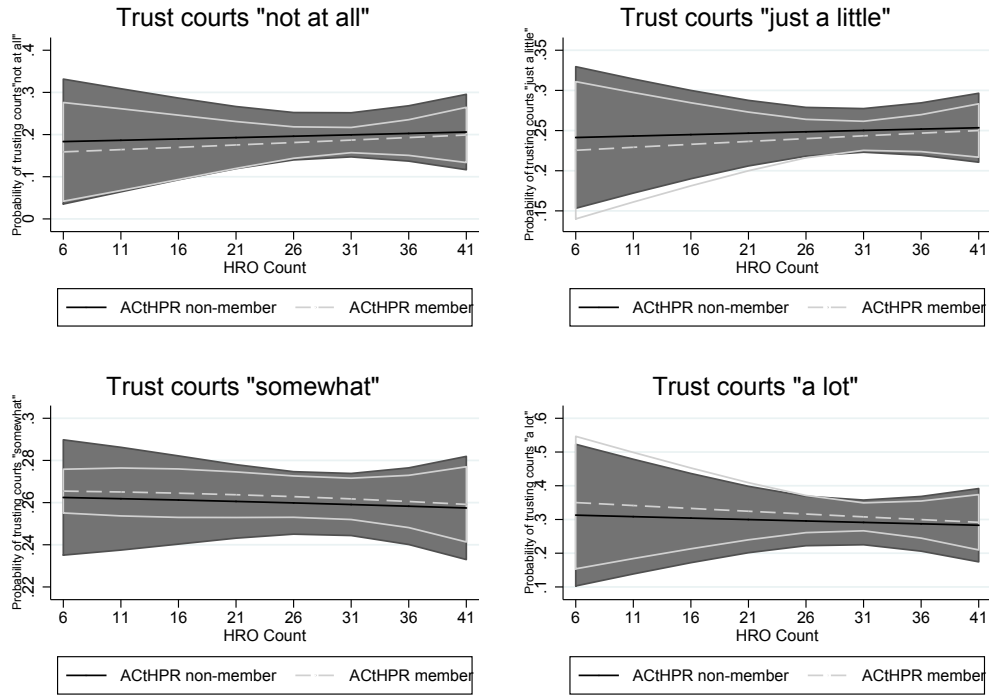 Trust courts "not at all"
Probability of trusting courts"not at all"
0 .1 .2 .3 .4
6 11 16 21 26 31 36 41
HRO Count
ACtHPR non-member ACtHPR member
Trust courts "just a little"
Probability of trusting courts "just a little"
.15 .2 .25 .3 .35
6 11 16 21 26 31 36 41
HRO Count
ACtHPR non-member ACtHPR member
Trust courts "somewhat"
Probability of trusting courts "somewhat"
.22 .24 .26 .28 .3
6 11 16 21 26 31 36 41
HRO Count
ACtHPR non-member ACtHPR member
Trust courts "a lot"
Probability of trusting courts "a lot"
.1 .2 .3 .4 .5 .6
6 11 16 21 26 31 36 41
HRO Count
ACtHPR non-member ACtHPR member